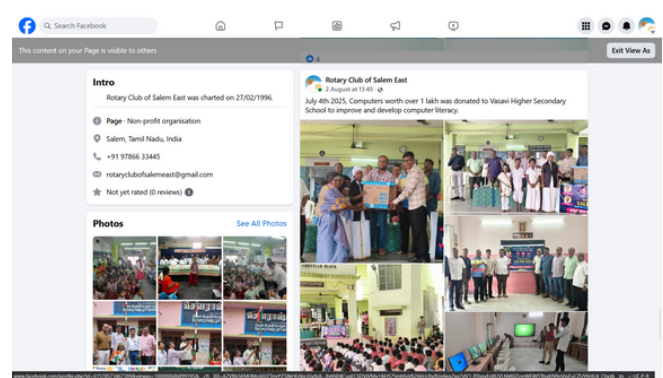 Search Facebook
This content on your Page is visible to others
Exit View As
4
Intro
Rotary Club of Salem East was charted on 27/02/1996.
Page · Non-profit organisation
Salem, Tamil Nadu, India
+91 97866 33445
rotaryclubofsalemeast@gmail.com
Not yet rated (0 reviews)
Photos
See All Photos
Rotary Club of Salem East
2 August at 13:45
July 4th 2025, Computers worth over 1 lakh was donated to Vasavi Higher Secondary
School to improve and develop computer literacy.